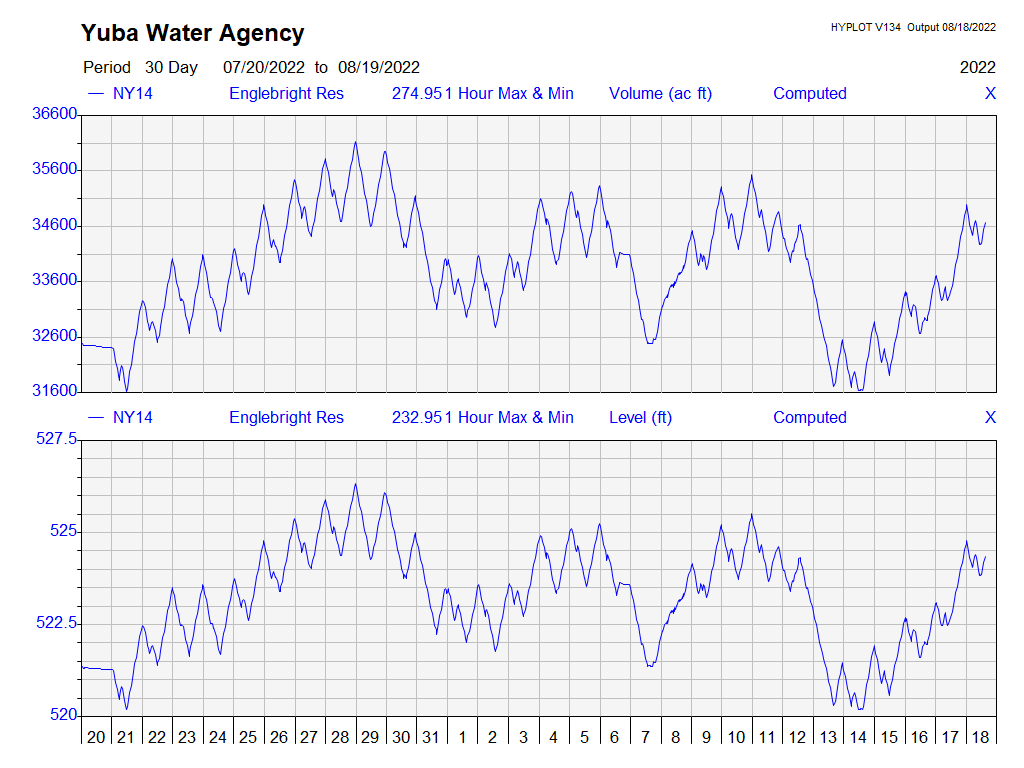 Yuba Water Agency
HYPLOT V134 Output 08/18/2022
Period 30 Day 07/20/2022 to 08/19/2022 2022
NY14 Englebright Res 274.951 Hour Max & Min Volume (ac ft) Computed X
36600
35600
34600
33600
32600
31600
NY14 Englebright Res 232.951 Hour Max & Min Level (ft) Computed X
527.5
525
522.5
520
20 21 22 23 24 25 26 27 28 29 30 31 1 2 3 4 5 6 7 8 9 10 11 12 13 14 15 16 17 18